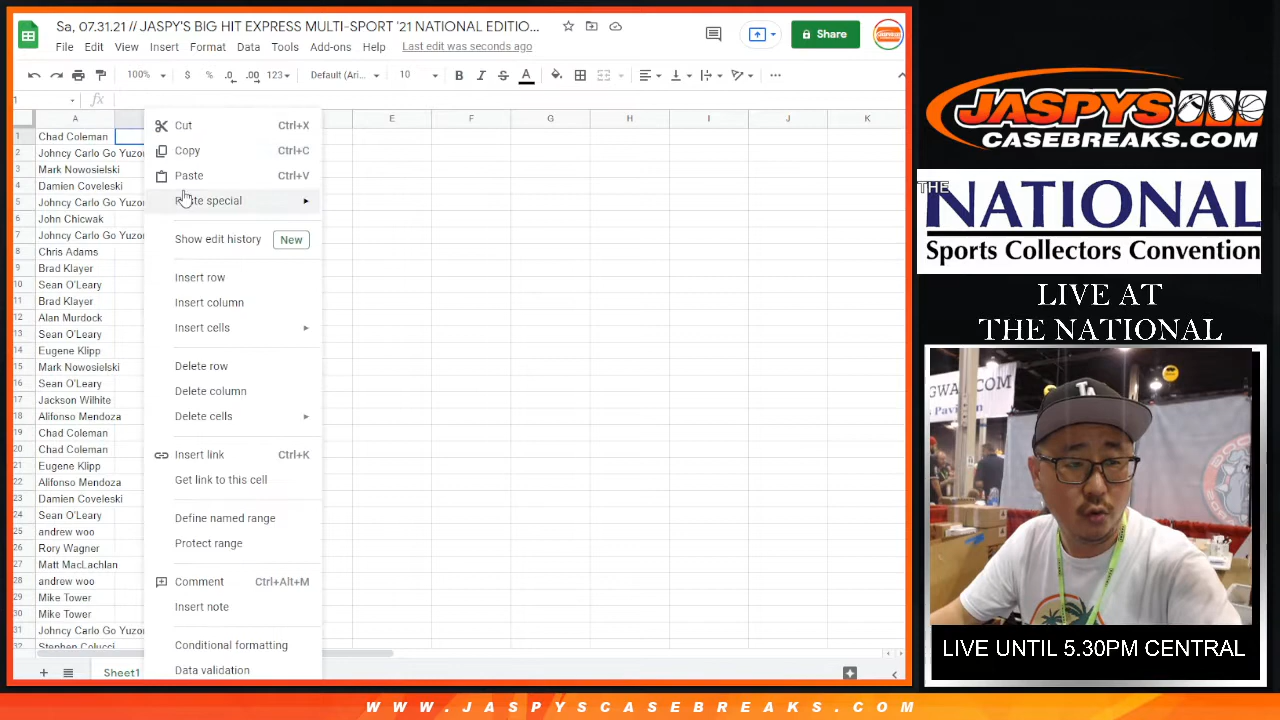 Sa, 07.31.21 // JASPY'S BIG HIT EXPRESS MULTI-SPORT '21 NATIONAL EDITIO...
Share
File Edit View Insert Format Data Tools Add-ons Help Last edit was seconds ago
100% $ % .0 .00 123 Default (Ari... 10 B I S A
1 fx
A E F G H I J K
1 Chad Coleman
2 Johncy Carlo Go Yuzon
3 Mark Nowosielski
4 Damien Coveleski
5 Johncy Carlo Go Yuzon
6 John Chicwak
7 Johncy Carlo Go Yuzon
8 Chris Adams
9 Brad Klayer
10 Sean O'Leary
11 Brad Klayer
12 Alan Murdock
13 Sean O'Leary
14 Eugene Klipp
15 Mark Nowosielski
16 Sean O'Leary
17 Jackson Wilhite
18 Alifonso Mendoza
19 Chad Coleman
20 Chad Coleman
21 Eugene Klipp
22 Alifonso Mendoza
23 Damien Coveleski
24 Sean O'Leary
25 andrew woo
26 Rory Wagner
27 Matt MacLachlan
28 andrew woo
29 Mike Tower
30 Mike Tower
31 Johncy Carlo Go Yuzon
32 Stephen Colucci
Cut Ctrl+X
Copy Ctrl+C
Paste Ctrl+V
Paste special
Show edit history New
Insert row
Insert column
Insert cells
Delete row
Delete column
Delete cells
Insert link Ctrl+K
Get link to this cell
Define named range
Protect range
Comment Ctrl+Alt+M
Insert note
Conditional formatting
Data validation
Sheet1
JASPYS
CASEBREAKS.COM
THE
NATIONAL
Sports Collectors Convention
LIVE AT
THE NATIONAL
Pavilion
LA
LIVE UNTIL 5.30PM CENTRAL
WWW.JASPYSCASEBREAKS.COM